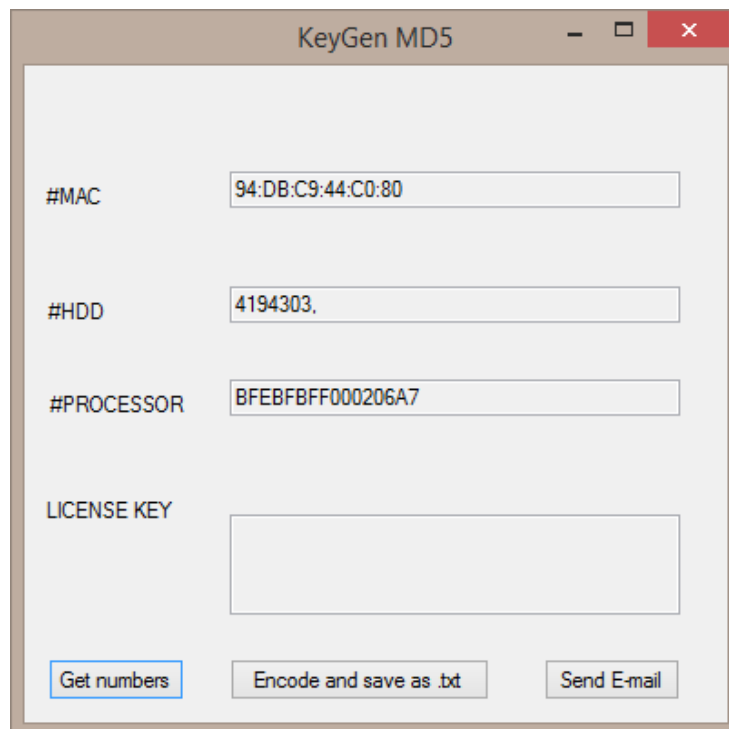 KeyGen MD5
#MAC 94:DB:C9:44:C0:80
#HDD 4194303,
#PROCESSOR BFEBFBFF000206A7
LICENSE KEY
Get numbers Encode and save as .txt Send E-mail